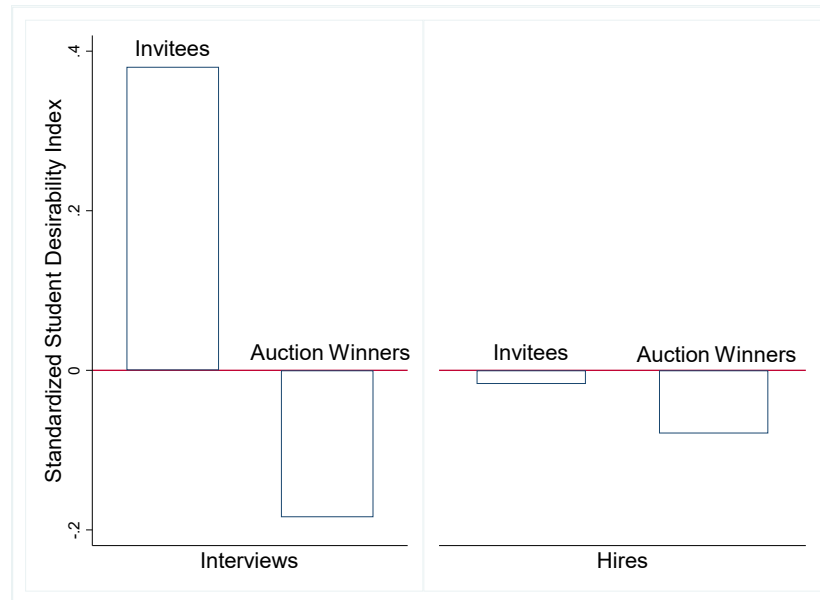 Standardized Student Desirability Index
.4
.2
0
-.2
Invitees
Auction Winners
Interviews
Invitees
Auction Winners
Hires